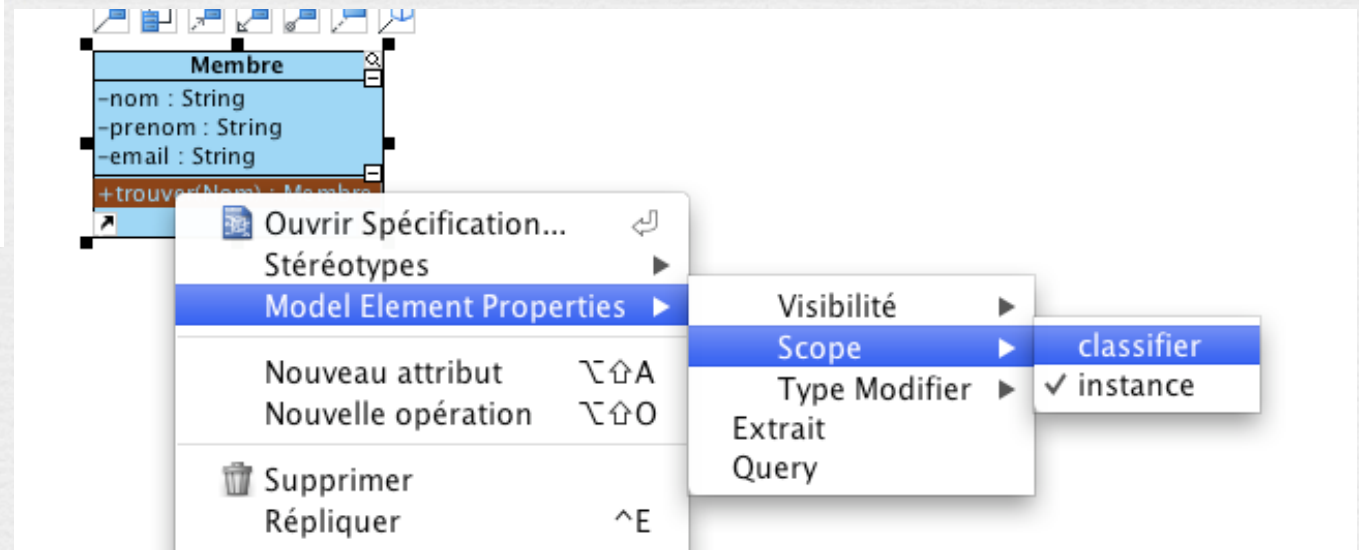 Membre
-nom : String
-prenom : String
-email : String
+trouver(Nom) : Membre
Ouvrir Spécification...
Stéréotypes
Model Element Properties
Nouveau attribut ⌥⇧A
Nouvelle opération ⌥⇧O
Supprimer
Répliquer ^E
Visibilité
Scope
Type Modifier
Extrait
Query
classifier
✓ instance